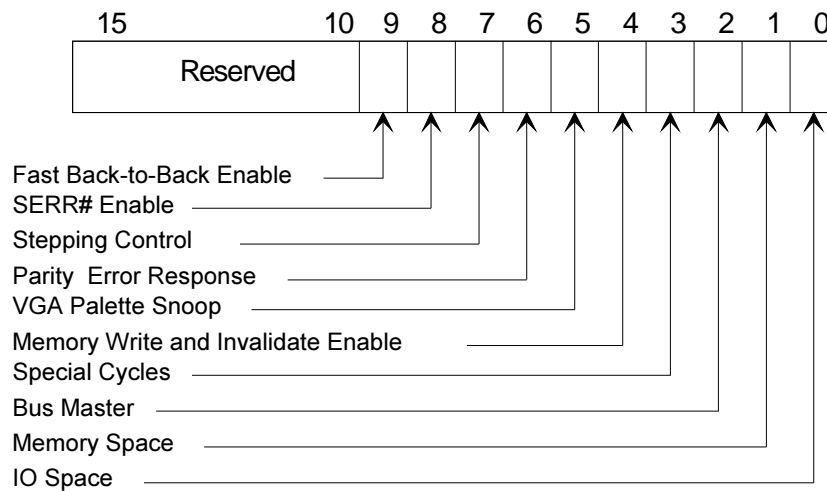 15 10 9 8 7 6 5 4 3 2 1 0
Reserved
Fast Back-to-Back Enable
SERR# Enable
Stepping Control
Parity Error Response
VGA Palette Snoop
Memory Write and Invalidate Enable
Special Cycles
Bus Master
Memory Space
IO Space